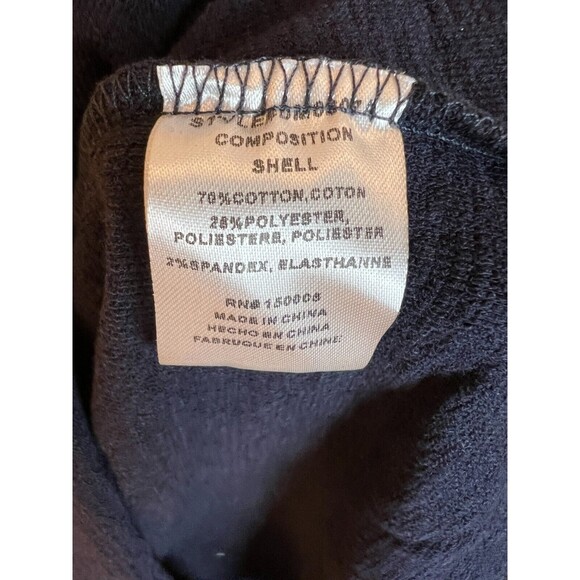 COMPOSITION
SHELL
70%COTTON, COTON
28%POLYESTER,
POLIESTERE, POLIESTER
2%SPANDEX, ELASTHANNE
RN# 150008
MADE IN CHINA
HECHO EN CHINA
FABRUQUE EN CHINE